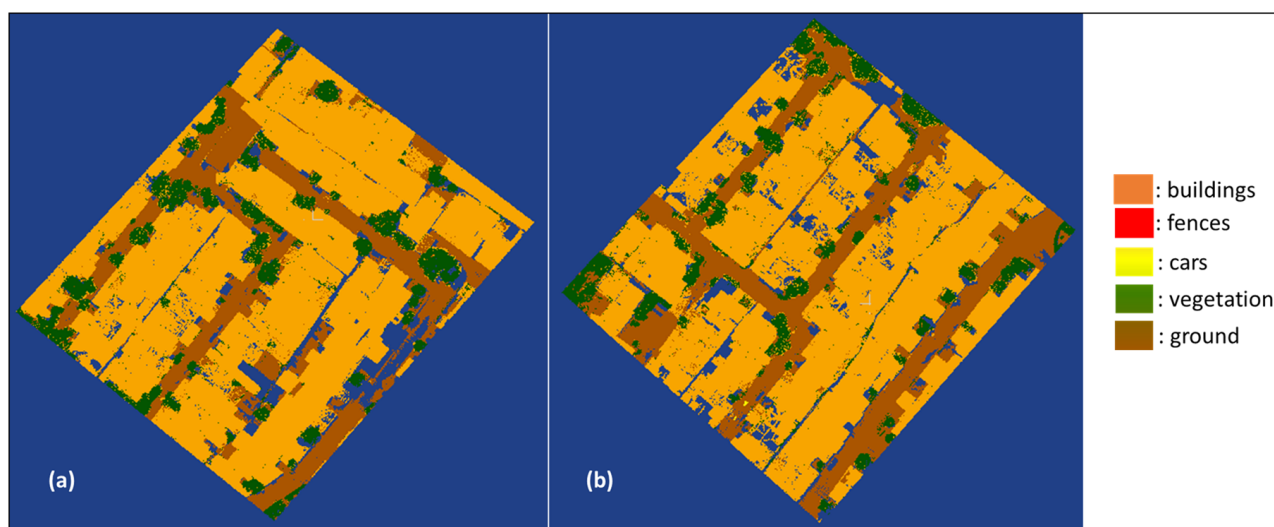 (a)
(b)
: buildings
: fences
: cars
: vegetation
: ground